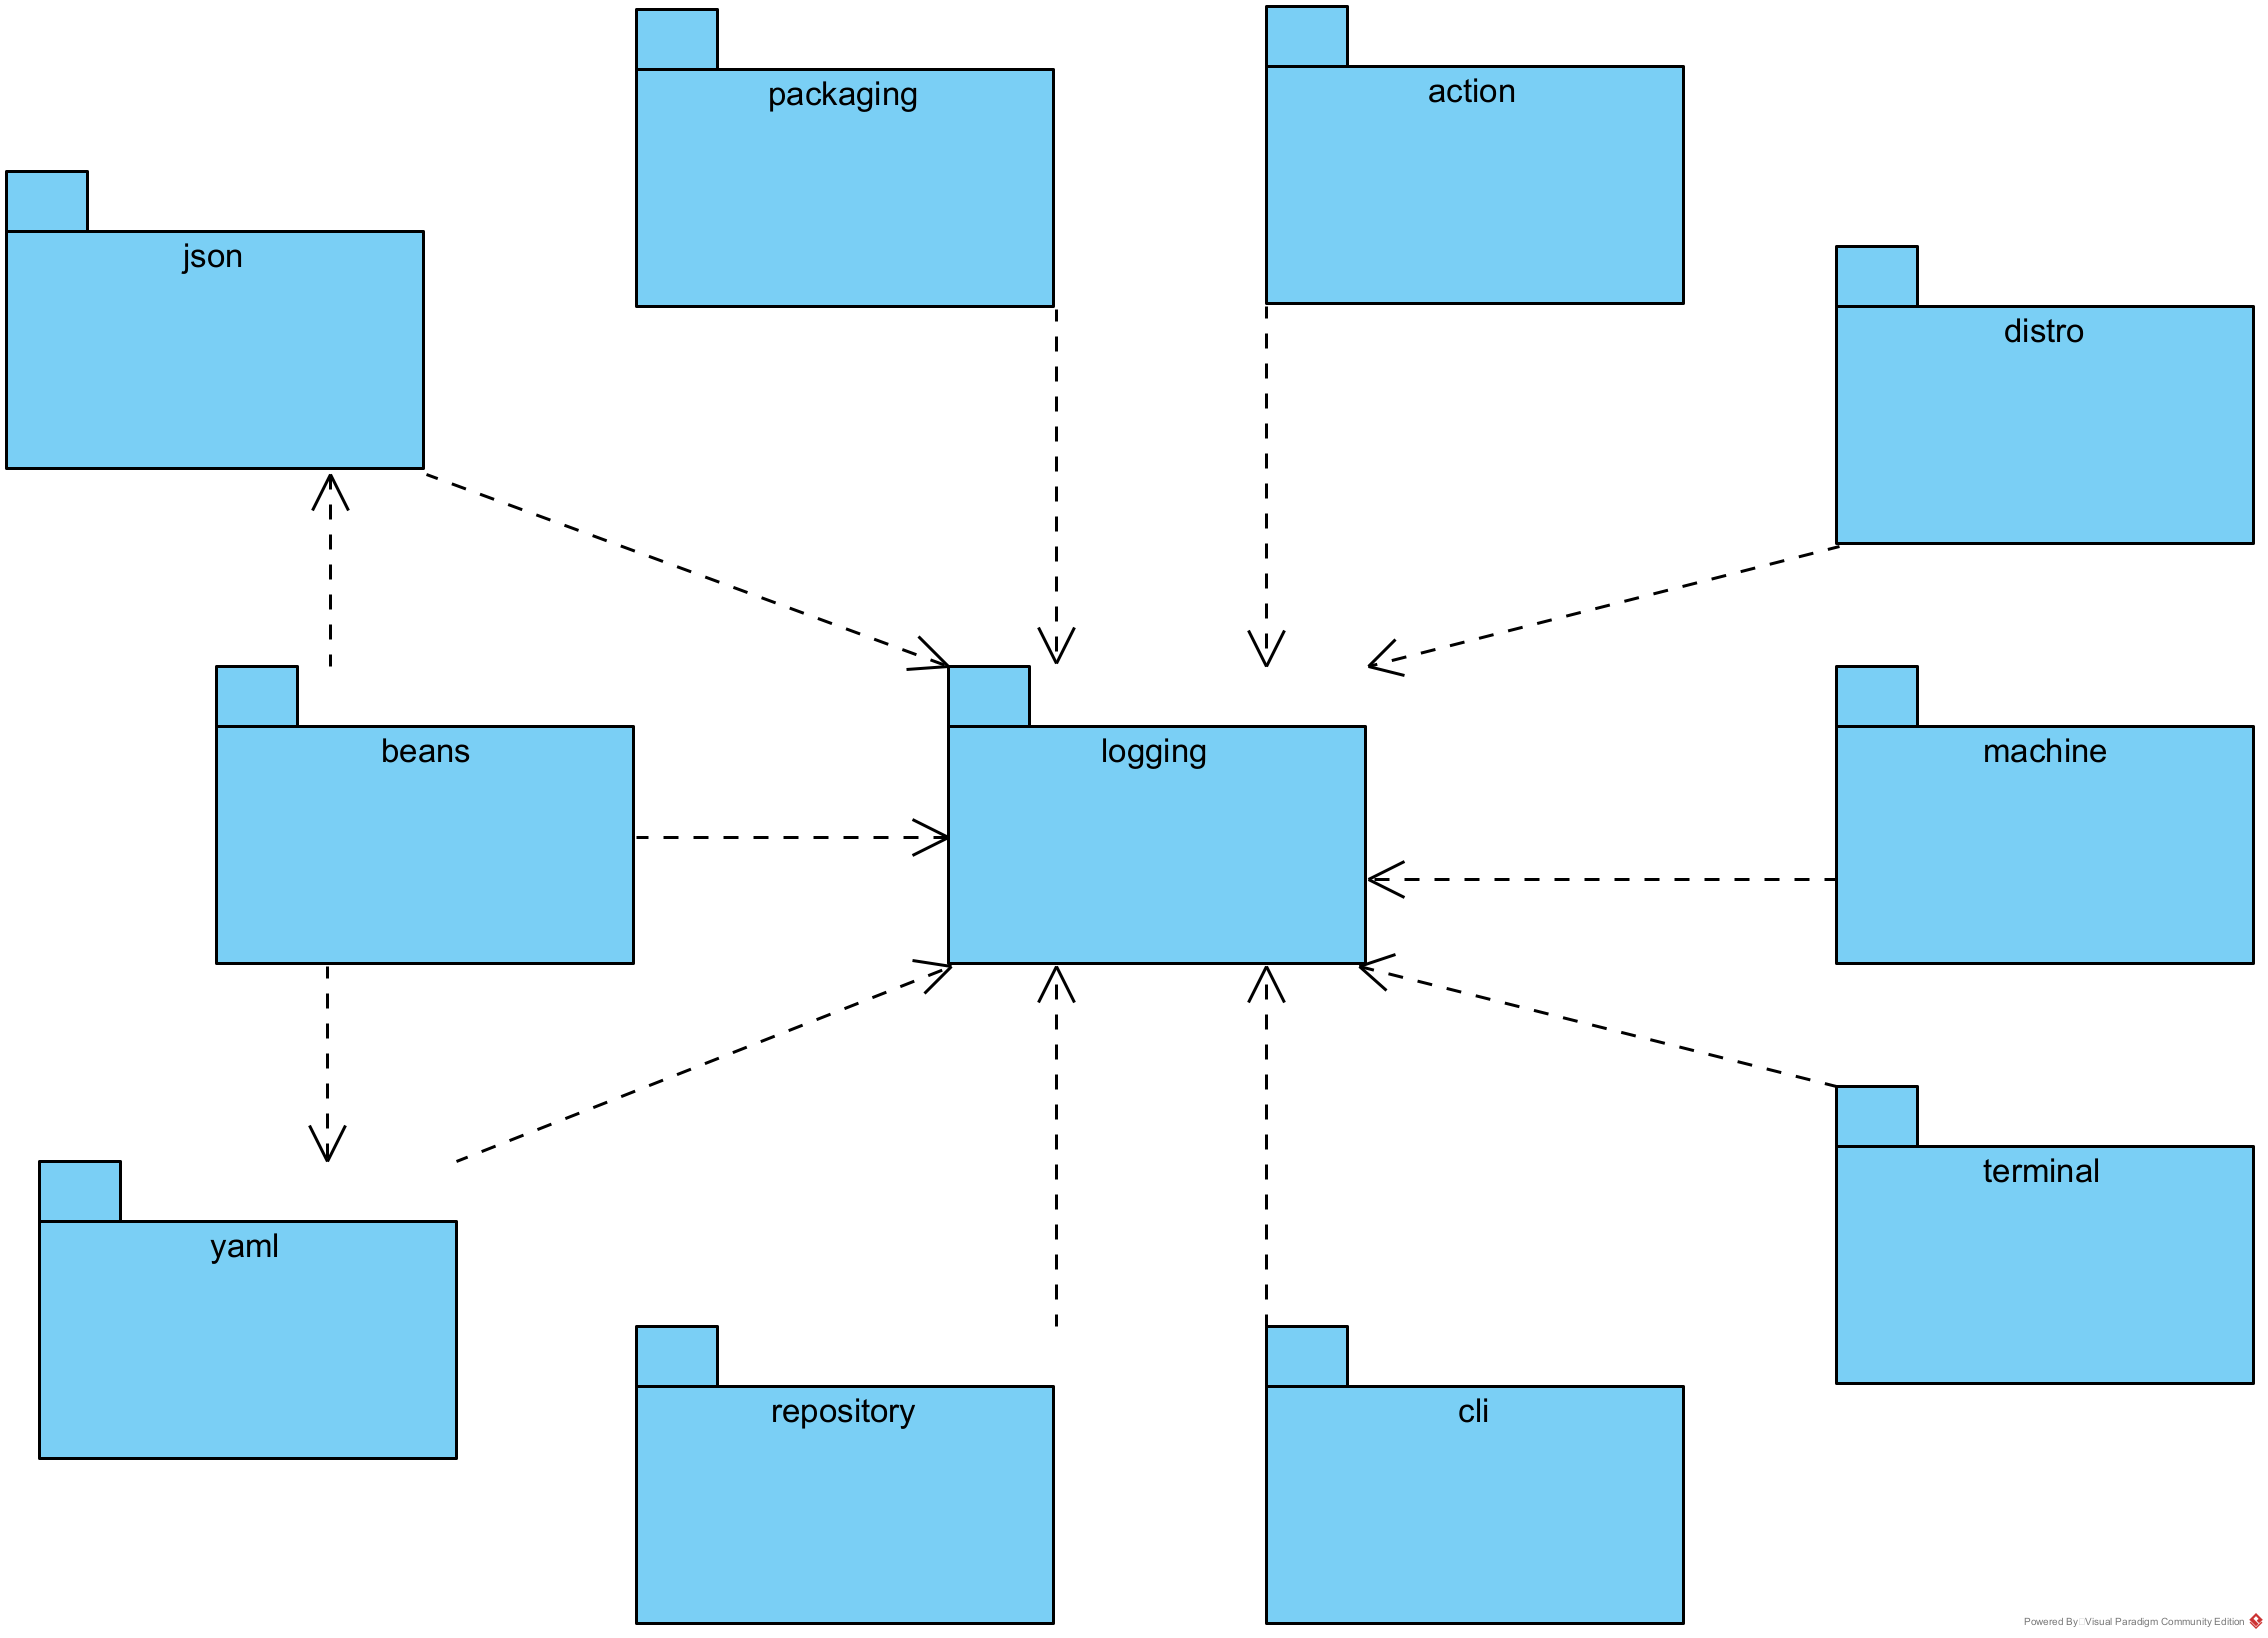 packaging
action
json
distro
beans
logging
machine
yaml
terminal
repository
cli
Powered By Visual Paradigm Community Edition